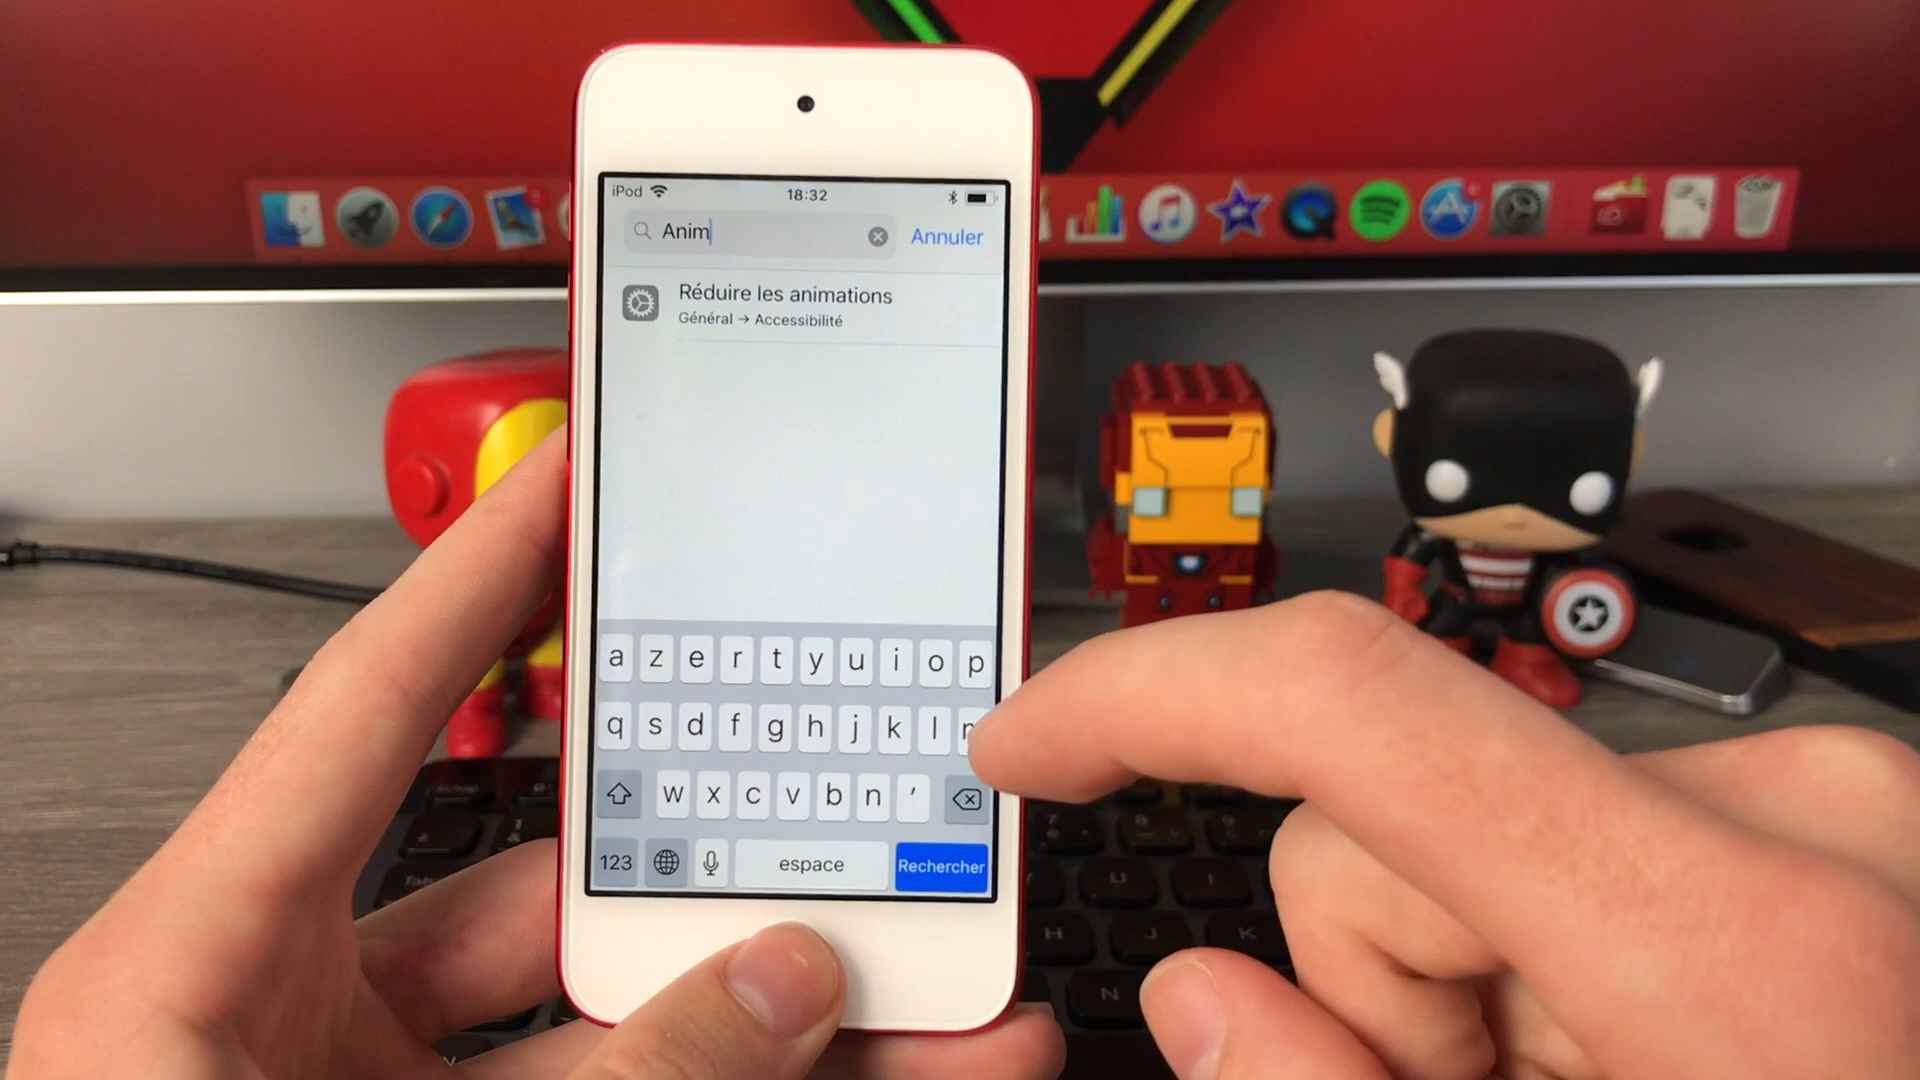 iPod 18:32
Anim Annuler
Réduire les animations
Général → Accessibilité
a z e r t y u i o p
q s d f g h j k l
w x c v b n '
123 espace Rechercher
U I
H J K
N